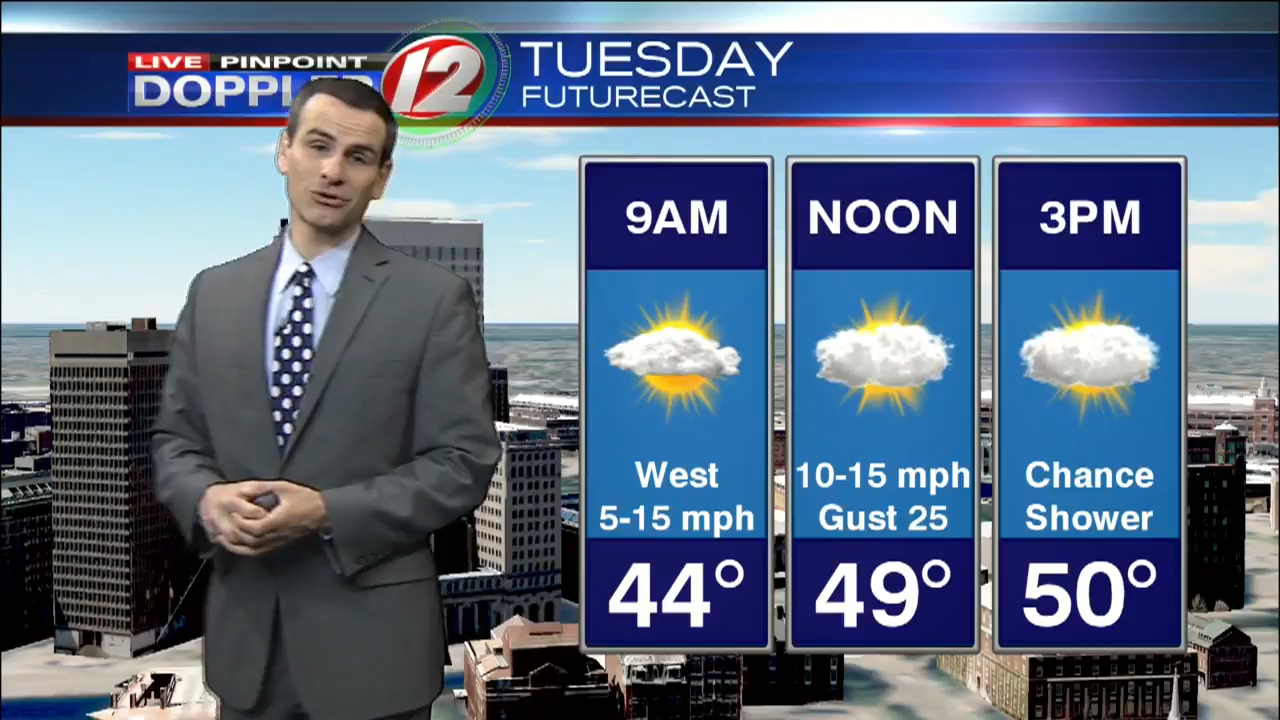 LIVE PINPOINT
DOPPLER 12
TUESDAY
FUTURECAST
9AM
West
5-15 mph
44°
NOON
10-15 mph
Gust 25
49°
3PM
Chance
Shower
50°